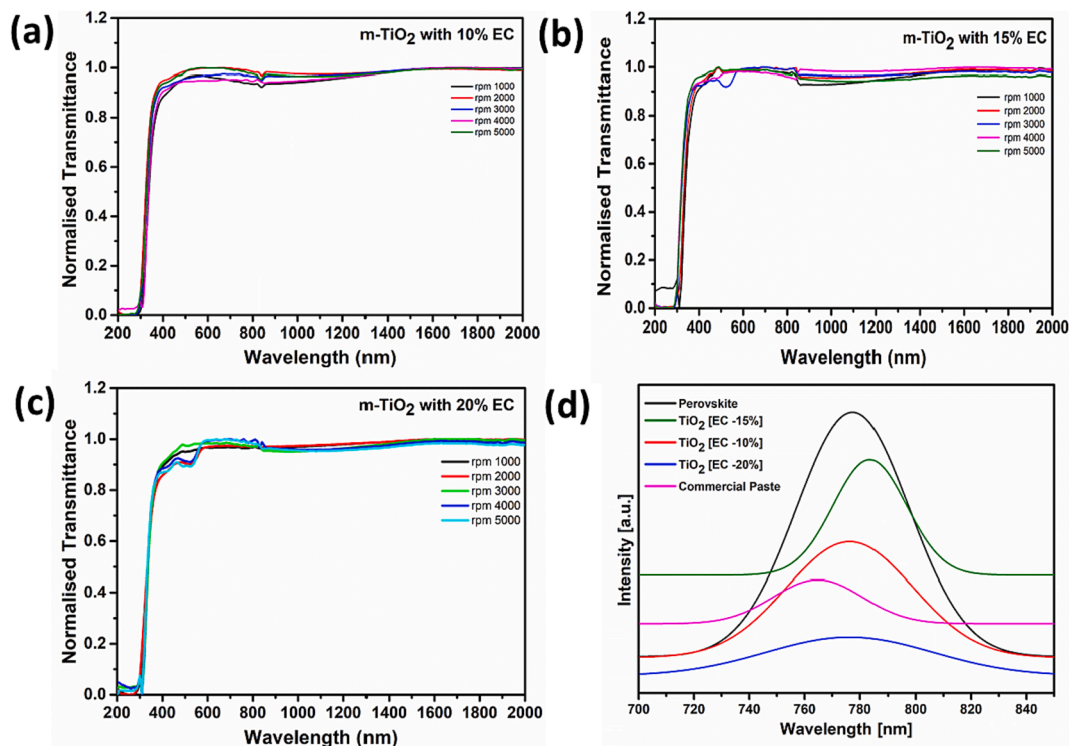 (a)
m-TiO2 with 10% EC
Normalised Transmittance
1.2
1.0
0.8
0.6
0.4
0.2
0.0
rpm 1000
rpm 2000
rpm 3000
rpm 4000
rpm 5000
200 400 600 800 1000 1200 1400 1600 1800 2000
Wavelength (nm)
(b)
m-TiO2 with 15% EC
Normalised Transmittance
1.2
1.0
0.8
0.6
0.4
0.2
0.0
rpm 1000
rpm 2000
rpm 3000
rpm 4000
rpm 5000
200 400 600 800 1000 1200 1400 1600 1800 2000
Wavelength (nm)
(c)
m-TiO2 with 20% EC
Normalised Transmittance
1.2
1.0
0.8
0.6
0.4
0.2
0.0
rpm 1000
rpm 2000
rpm 3000
rpm 4000
rpm 5000
200 400 600 800 1000 1200 1400 1600 1800 2000
Wavelength (nm)
(d)
Perovskite
TiO2 [EC -15%]
TiO2 [EC -10%]
TiO2 [EC -20%]
Commercial Paste
Intensity [a.u.]
700 720 740 760 780 800 820 840
Wavelength [nm]